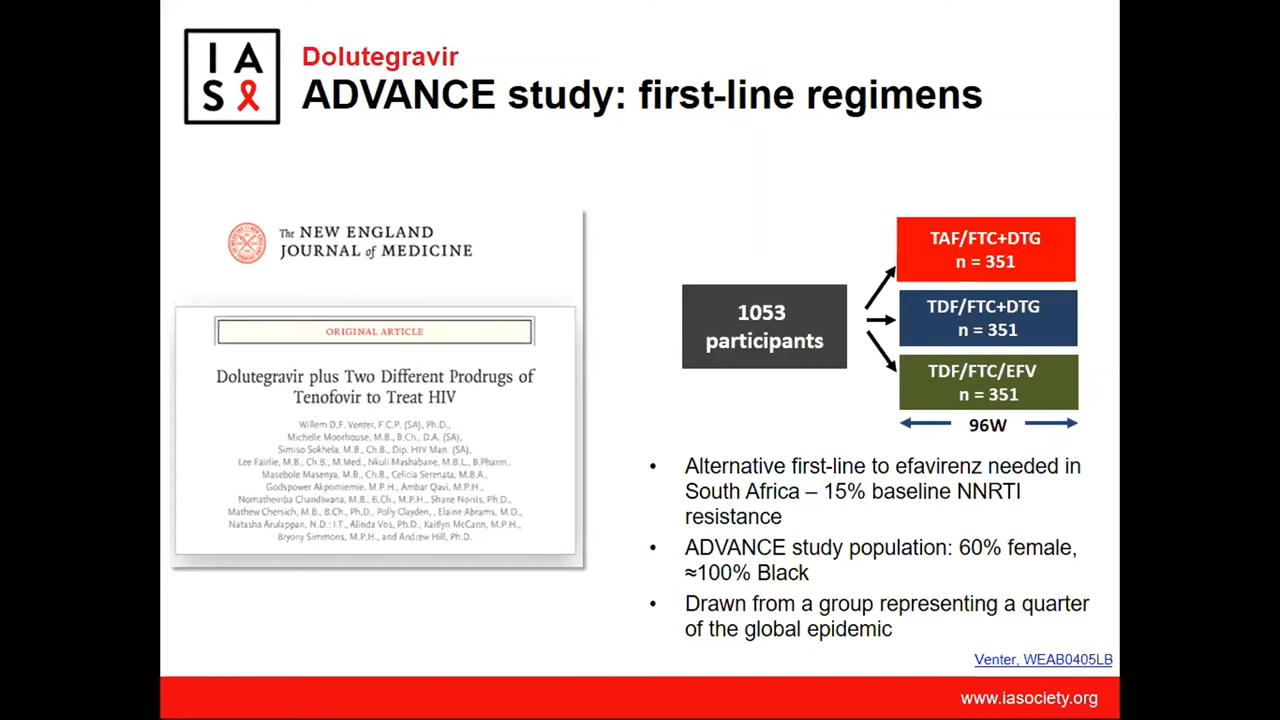 IAS
Dolutegravir
ADVANCE study: first-line regimens
The NEW ENGLAND
JOURNAL of MEDICINE
ORIGINAL ARTICLE
Dolutegravir plus Two Different Prodrugs of
Tenofovir to Treat HIV
Willem D.F. Venter, F.C.P. (SA), Ph.D.,
Michelle Moorhouse, M.B., B.Ch., D.A. (SA),
Simiso Sokhela, M.B., Ch.B., Dip. HIV Man. (SA),
Lee Fairlie, M.B., Ch.B., M.Med., Nkuli Mashabane, M.B.L., B.Pharm.,
Masebole Masenya, M.B., Ch.B., Celicia Serenata, M.B.A.,
Godspower Akpomiemie, M.P.H., Ambar Qavi, M.P.H.,
Nomathemba Chandiwana, M.B., B.Ch., M.P.H., Shane Norris, Ph.D.,
Mathew Chersich, M.B., B.Ch., Ph.D., Polly Clayden, , Elaine Abrams, M.D.,
Natasha Arulappan, N.D.: I.T., Alinda Vos, Ph.D., Kaitlyn McCann, M.P.H.,
Bryony Simmons, M.P.H., and Andrew Hill, Ph.D.
1053
participants
TAF/FTC+DTG
n = 351
TDF/FTC+DTG
n = 351
TDF/FTC/EFV
n = 351
96W
• Alternative first-line to efavirenz needed in
South Africa – 15% baseline NNRTI
resistance
• ADVANCE study population: 60% female,
≈100% Black
• Drawn from a group representing a quarter
of the global epidemic
Venter, WEAB0405LB
www.iasociety.org